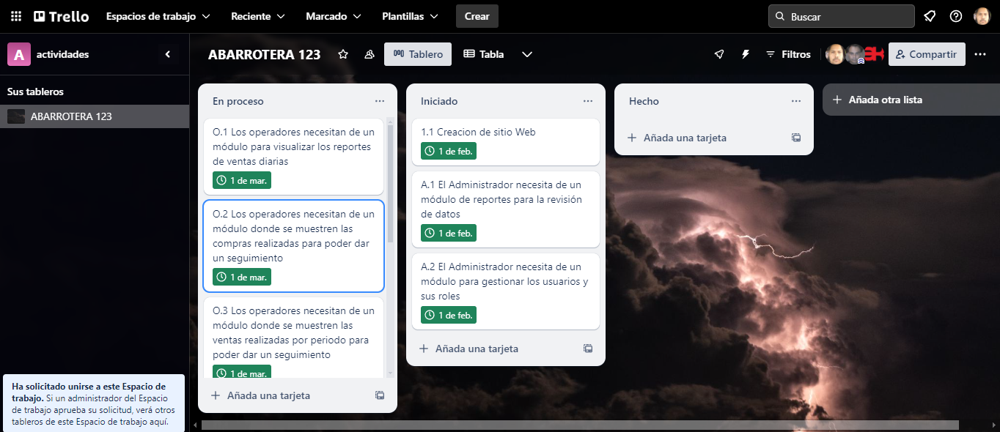 Trello
Espacios de trabajo
Reciente
Marcado
Plantillas
Crear
Buscar
A
actividades
ABARROTERA 123
Tablero
Tabla
Filtros
Compartir
Sus tableros
ABARROTERA 123
En proceso
O.1 Los operadores necesitan de un
módulo para visualizar los reportes
de ventas diarias
1 de mar.
O.2 Los operadores necesitan de un
módulo donde se muestren las
compras realizadas para poder dar
un seguimiento
1 de mar.
O.3 Los operadores necesitan de un
módulo donde se muestren las
ventas realizadas por periodo para
poder dar un seguimiento
1 de mar.
Añada una tarjeta
Iniciado
1.1 Creacion de sitio Web
1 de feb.
A.1 El Administrador necesita de un
módulo de reportes para la revisión
de datos
1 de feb.
A.2 El Administrador necesita de un
módulo para gestionar los usuarios y
sus roles
1 de feb.
Añada una tarjeta
Hecho
Añada una tarjeta
Añada otra lista
Ha solicitado unirse a este Espacio de
trabajo. Si un administrador del Espacio
de trabajo aprueba su solicitud, verá otros
tableros de este Espacio de trabajo aquí.